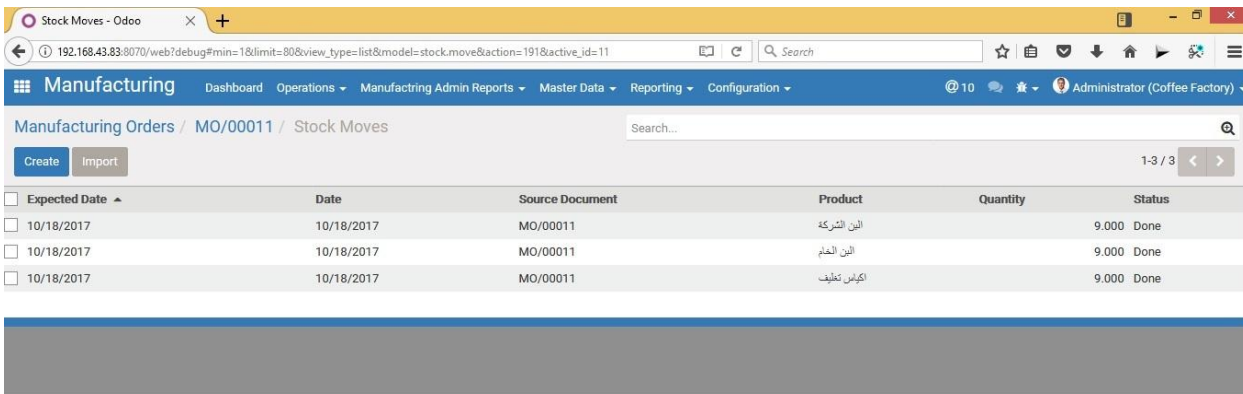 Stock Moves - Odoo
192.168.43.83:8070/web?debug#min=1&limit=80&view_type=list&model=stock.move&action=191&active_id=11 Search
Manufacturing Dashboard Operations Manufactring Admin Reports Master Data Reporting Configuration @ 10 Administrator (Coffee Factory)
Manufacturing Orders / MO/00011 / Stock Moves Search...
Create Import 1-3 / 3
Expected Date Date Source Document Product Quantity Status
10/18/2017 10/18/2017 MO/00011 البن الشركة 9.000 Done
10/18/2017 10/18/2017 MO/00011 البن الخام 9.000 Done
10/18/2017 10/18/2017 MO/00011 اكياس تغليف 9.000 Done